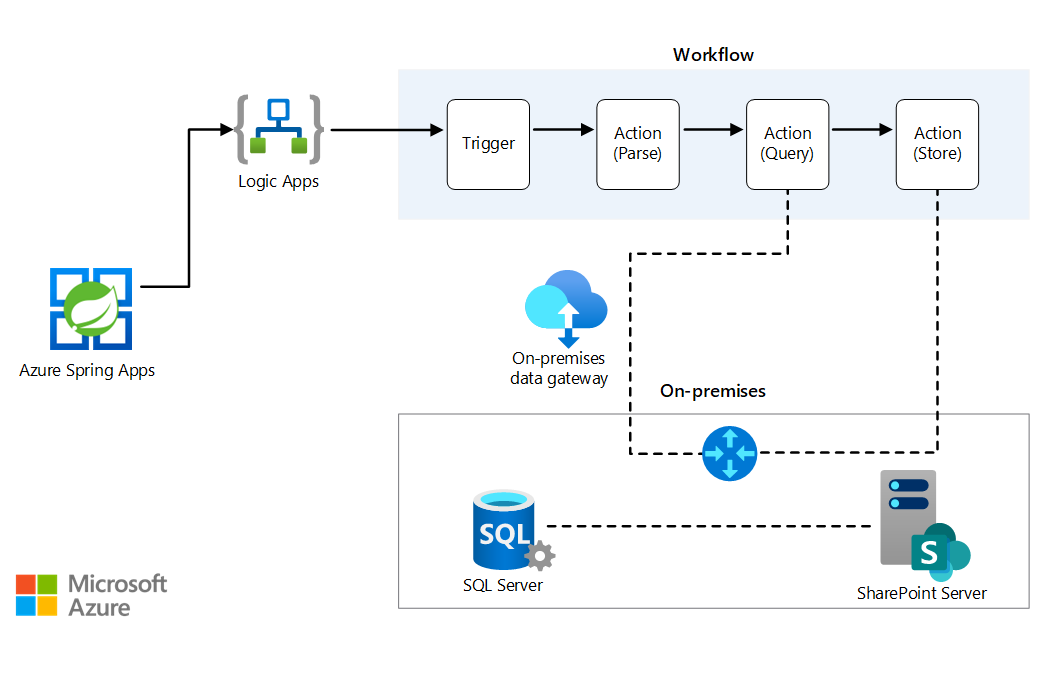 Workflow
Trigger
Action
(Parse)
Action
(Query)
Action
(Store)
Logic Apps
Azure Spring Apps
On-premises
data gateway
On-premises
SQL
SQL Server
S
SharePoint Server
Microsoft
Azure